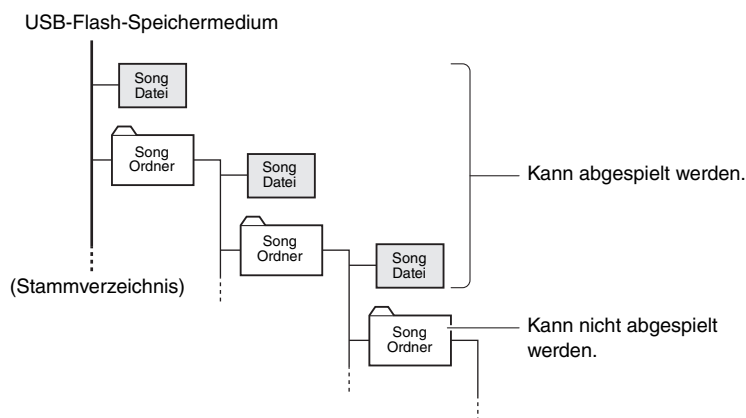 USB-Flash-Speichermedium
Song
Datei
Song
Ordner
Song
Datei
Kann abgespielt werden.
Song
Ordner
Song
Datei
(Stammverzeichnis)
Song
Ordner
Kann nicht abgespielt
werden.